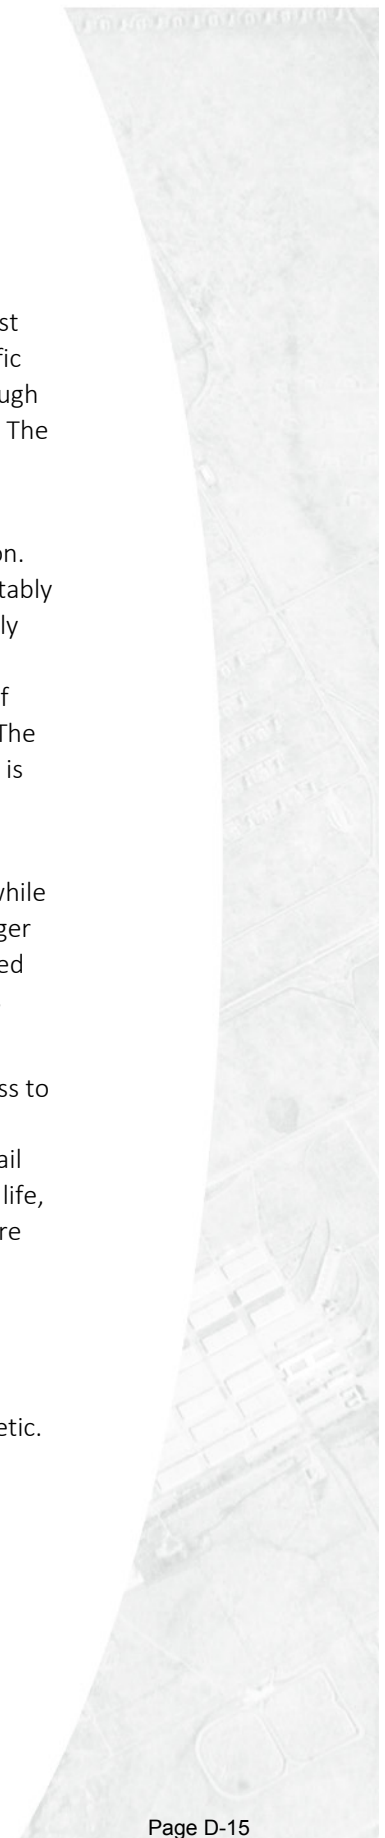 st
fic
ugh
The
on.
tably
ly
f
The
is
while
ger
ed
ss to
ail
life,
re
etic.
Page D-15